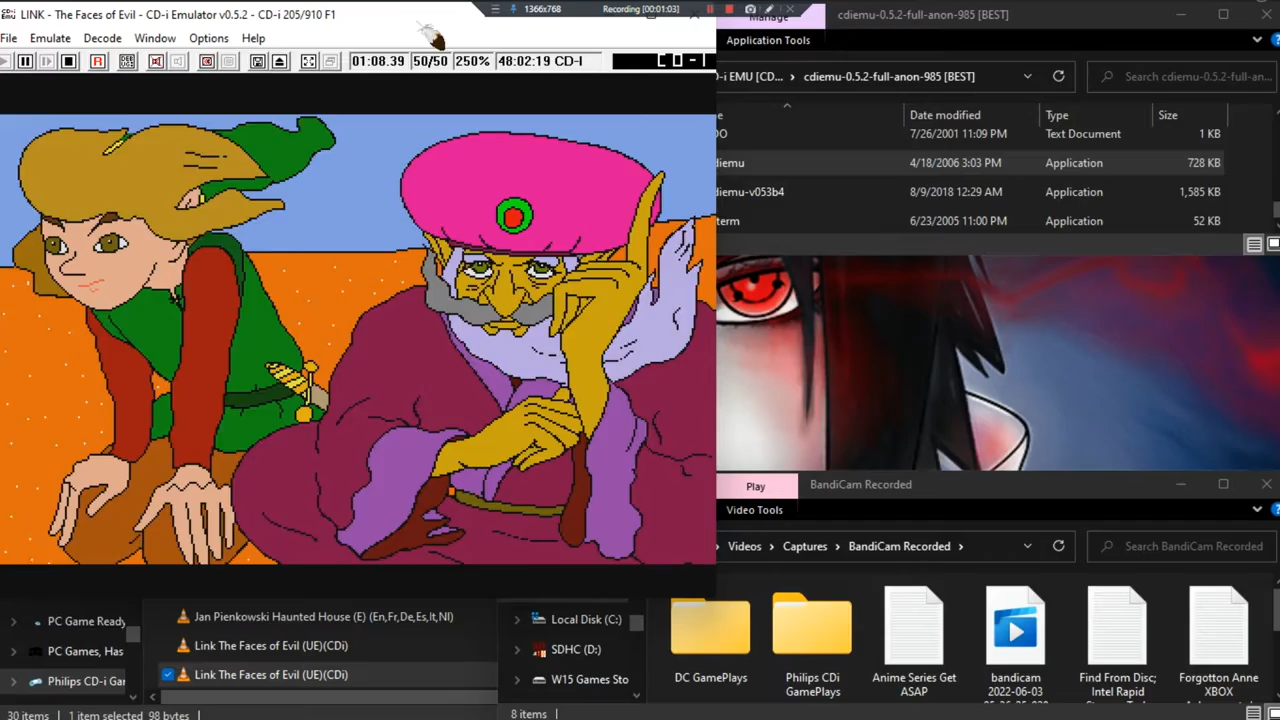 LINK - The Faces of Evil - CD-i Emulator v0.5.2 - CD-i 205/910 F1
File Emulate Decode Window Options Help
01:08.39 50/50 250% 48:02:19 CD-I
CD-I
1366x768 Recording [00:01:03]
Manage cdiemu-0.5.2-full-anon-985 [BEST]
Application Tools
D-i EMU [CD... cdiemu-0.5.2-full-anon-985 [BEST]
Search cdiemu-0.5.2-full-an...
me Date modified Type Size
DO 7/26/2001 11:09 PM Text Document 1 KB
diemu 4/18/2006 3:03 PM Application 728 KB
diemu-v053b4 8/9/2018 12:29 AM Application 1,585 KB
term 6/23/2005 11:00 PM Application 52 KB
Play BandiCam Recorded
Video Tools
Videos Captures BandiCam Recorded
Search BandiCam Recorded
DC GamePlays
Philips CDi GamePlays
Anime Series Get ASAP
bandicam 2022-06-03
Find From Disc; Intel Rapid
Forgotton Anne XBOX
PC Game Ready
PC Games, Has
Philips CD-i Gar
Jan Pienkowski Haunted House (E) (En,Fr,De,Es,It,Nl)
Link The Faces of Evil (UE)(CDi)
Link The Faces of Evil (UE)(CDi)
Local Disk (C:)
SDHC (D:)
W15 Games Sto
30 items 1 item selected 98 bytes
8 items